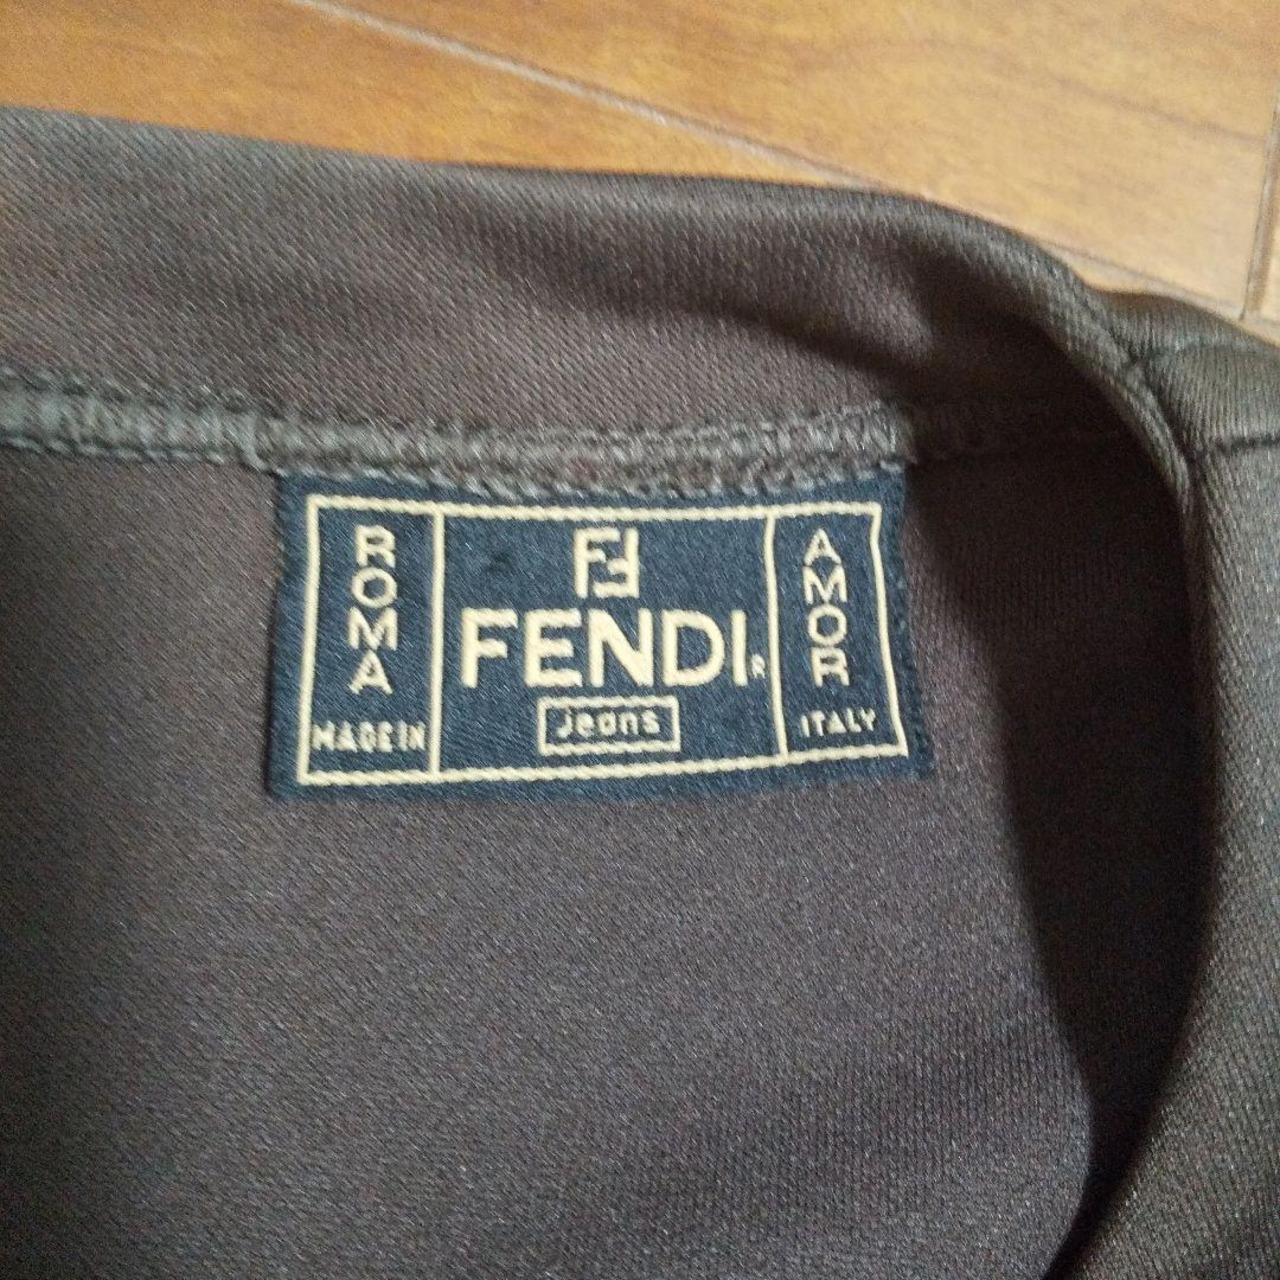 ROMA
MADE IN
FF
FENDI®
Jeans
AMOR
ITALY